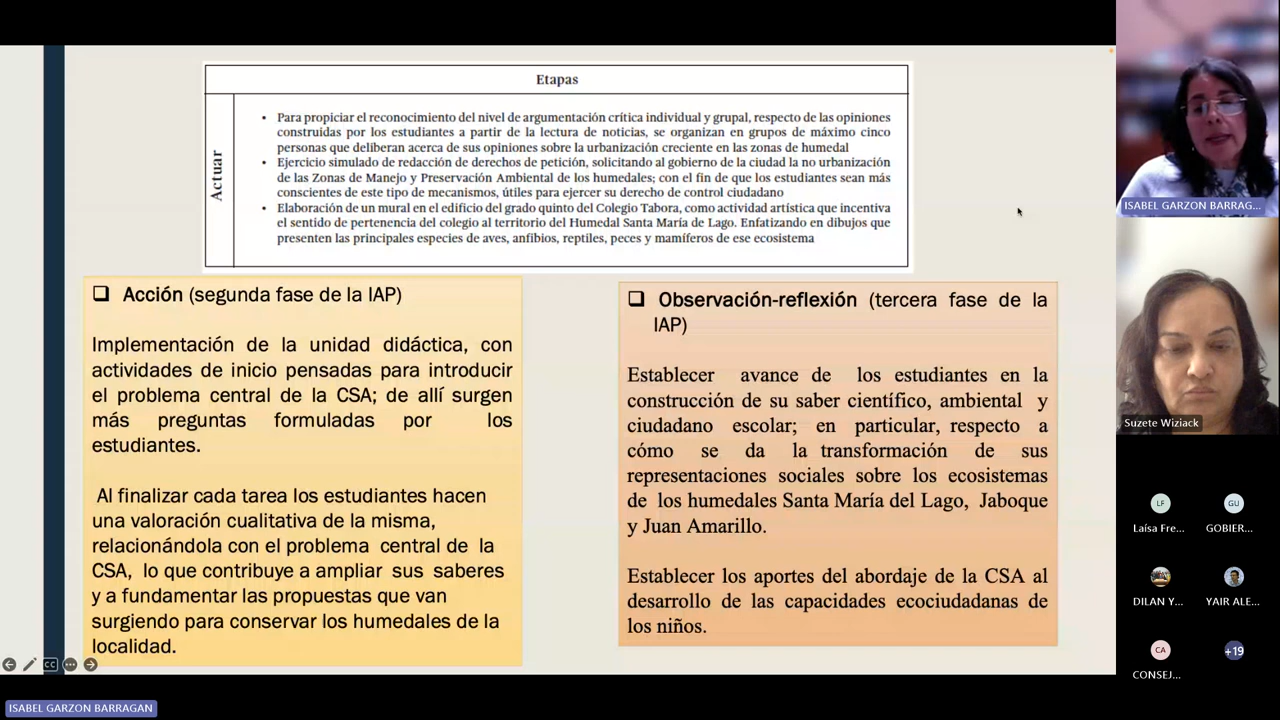 Etapas
Actuar
• Para propiciar el reconocimiento del nivel de argumentación crítica individual y grupal, respecto de las opiniones
construidas por los estudiantes a partir de la lectura de noticias, se organizan en grupos de máximo cinco
personas que deliberan acerca de sus opiniones sobre la urbanización creciente en las zonas de humedal
• Ejercicio simulado de redacción de derechos de petición, solicitando al gobierno de la ciudad la no urbanización
de las Zonas de Manejo y Preservación Ambiental de los humedales; con el fin de que los estudiantes sean más
conscientes de este tipo de mecanismos, útiles para ejercer su derecho de control ciudadano
• Elaboración de un mural en el edificio del grado quinto del Colegio Tabora, como actividad artística que incentiva
el sentido de pertenencia del colegio al territorio del Humedal Santa María de Lago. Enfatizando en dibujos que
presenten las principales especies de aves, anfibios, reptiles, peces y mamíferos de ese ecosistema
❑ Acción (segunda fase de la IAP)
Implementación de la unidad didáctica, con
actividades de inicio pensadas para introducir
el problema central de la CSA; de allí surgen
más preguntas formuladas por los
estudiantes.
Al finalizar cada tarea los estudiantes hacen
una valoración cualitativa de la misma,
relacionándola con el problema central de la
CSA, lo que contribuye a ampliar sus saberes
y a fundamentar las propuestas que van
surgiendo para conservar los humedales de la
localidad.
❑ Observación-reflexión (tercera fase de la
IAP)
Establecer avance de los estudiantes en la
construcción de su saber científico, ambiental y
ciudadano escolar; en particular, respecto a
cómo se da la transformación de sus
representaciones sociales sobre los ecosistemas
de los humedales Santa María del Lago, Jaboque
y Juan Amarillo.
Establecer los aportes del abordaje de la CSA al
desarrollo de las capacidades ecociudadanas de
los niños.
ISABEL GARZON BARRAG...
Suzete Wiziack
LF
GU
Laísa Fre...
GOBIER...
DILAN Y...
YAIR ALE...
CA
+19
CONSEJ...
CC
ISABEL GARZON BARRAGAN